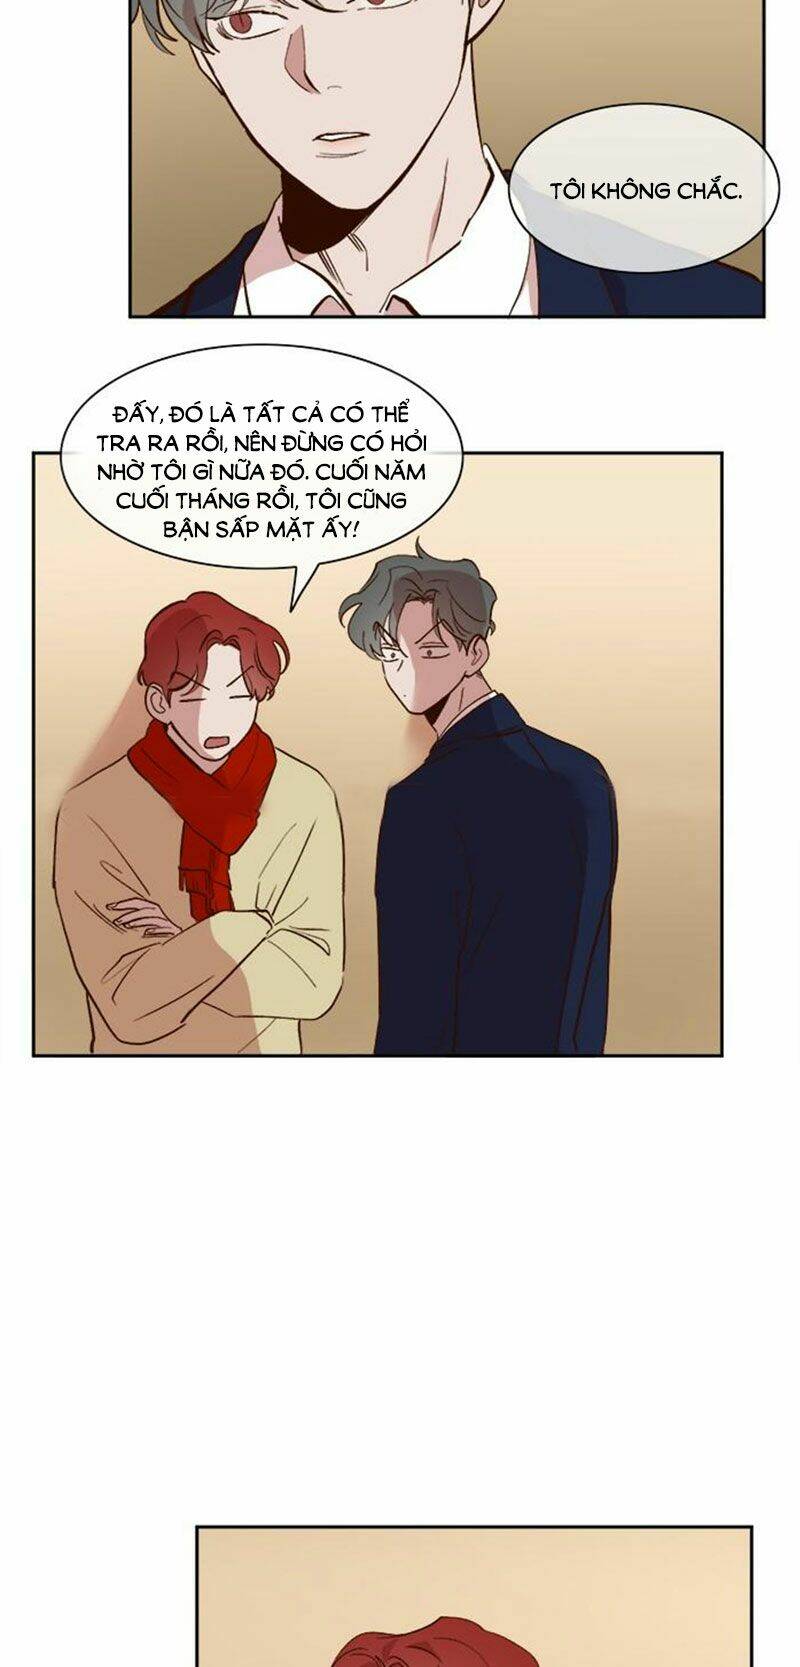 TÔI KHÔNG CHẮC.
ĐẤY, ĐÓ LÀ TẤT CẢ CÓ THỂ
TRA RA RỒI, NÊN ĐỪNG CÓ HỎI
NHỜ TÔI GÌ NỮA ĐÓ. CUỐI NĂM
CUỐI THÁNG RỒI, TÔI CŨNG
BẬN SẤP MẶT ẤY!